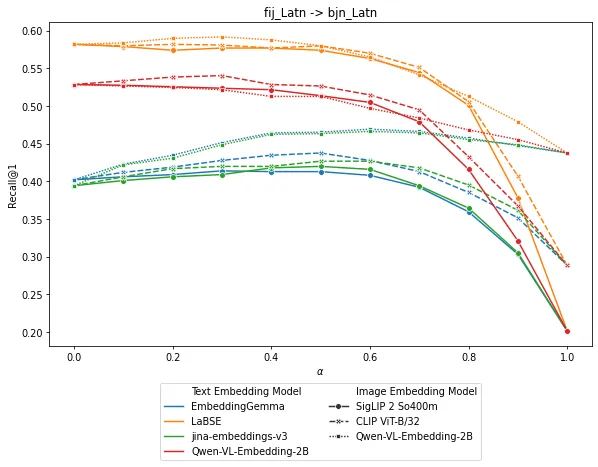 fij_Latn -> bjn_Latn
0.60
0.55
0.50
0.45
0.40
0.35
0.30
0.25
0.20
Recall@1
0.0 0.2 0.4 0.6 0.8 1.0
α
Text Embedding Model
EmbeddingGemma
LaBSE
jina-embeddings-v3
Qwen-VL-Embedding-2B
Image Embedding Model
SigLIP 2 So400m
CLIP ViT-B/32
Qwen-VL-Embedding-2B